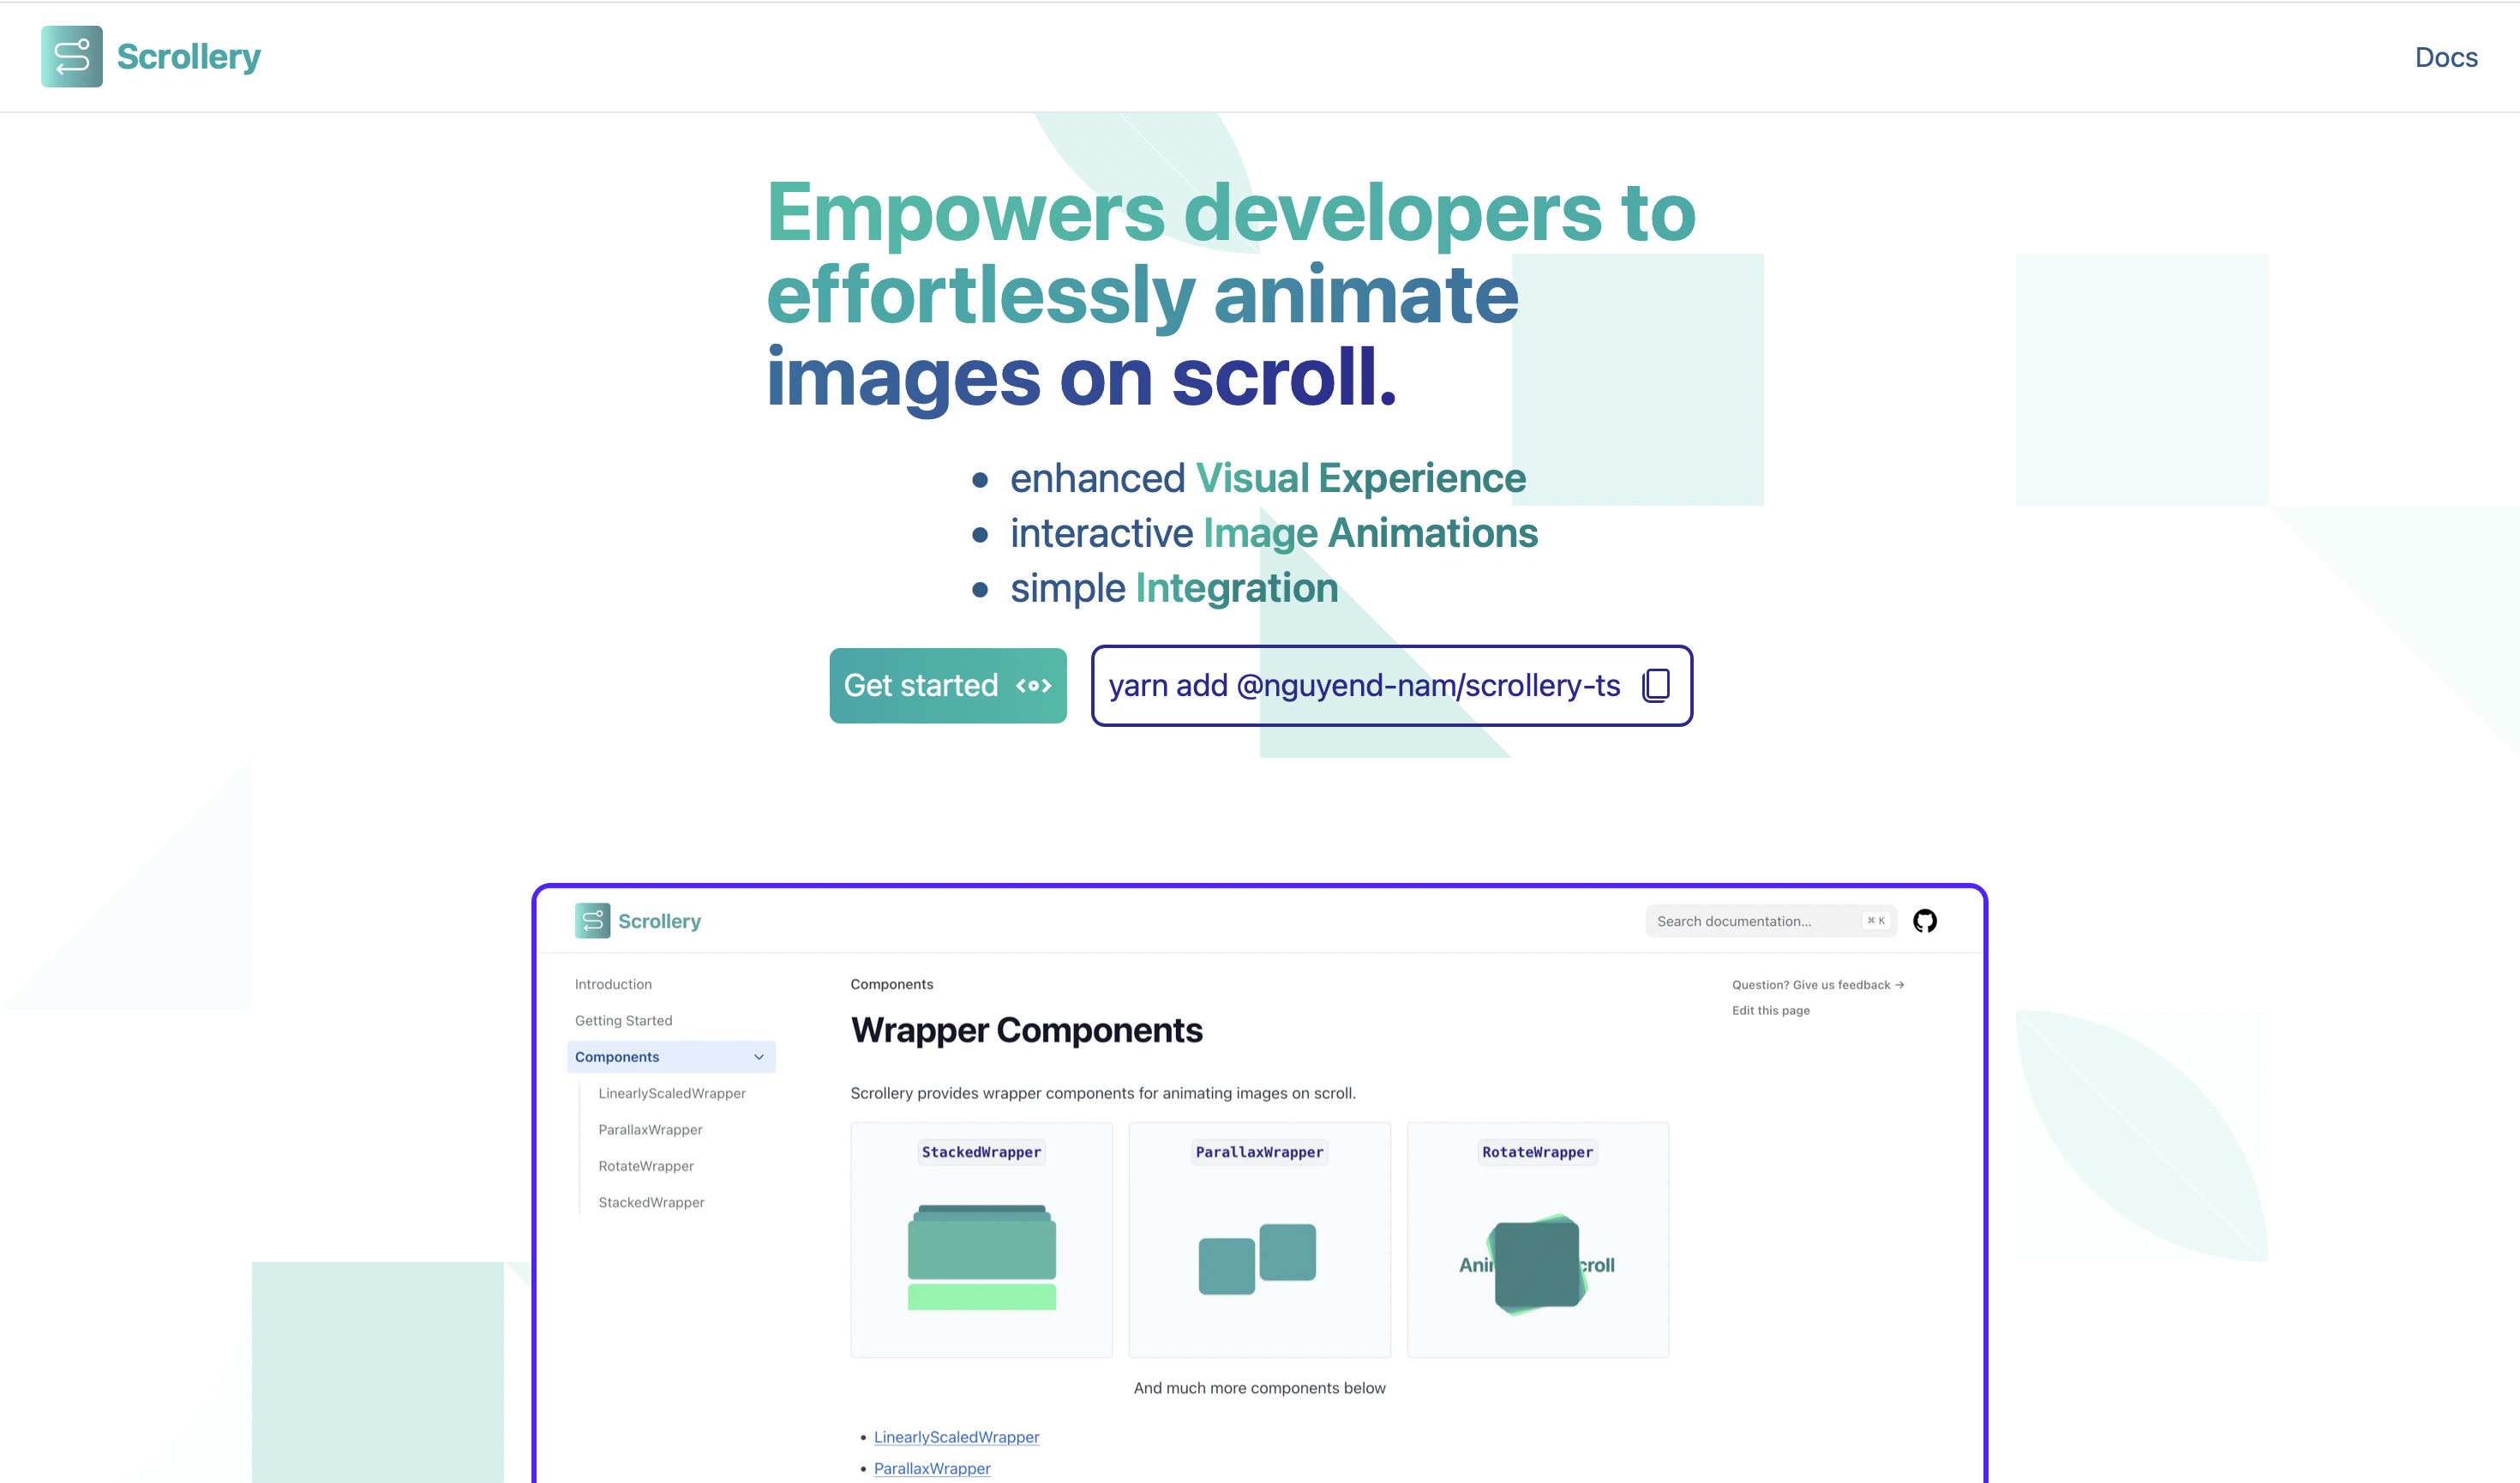 Scrollery
Docs
Empowers developers to
effortlessly animate
images on scroll.
enhanced Visual Experience
interactive Image Animations
simple Integration
Get started
yarn add @nguyend-nam/scrollery-ts
Scrollery
Search documentation...
⌘ K
Introduction
Getting Started
Components
LinearlyScaledWrapper
ParallaxWrapper
RotateWrapper
StackedWrapper
Components
Wrapper Components
Scrollery provides wrapper components for animating images on scroll.
StackedWrapper
ParallaxWrapper
RotateWrapper
And much more components below
LinearlyScaledWrapper
ParallaxWrapper
Question? Give us feedback →
Edit this page